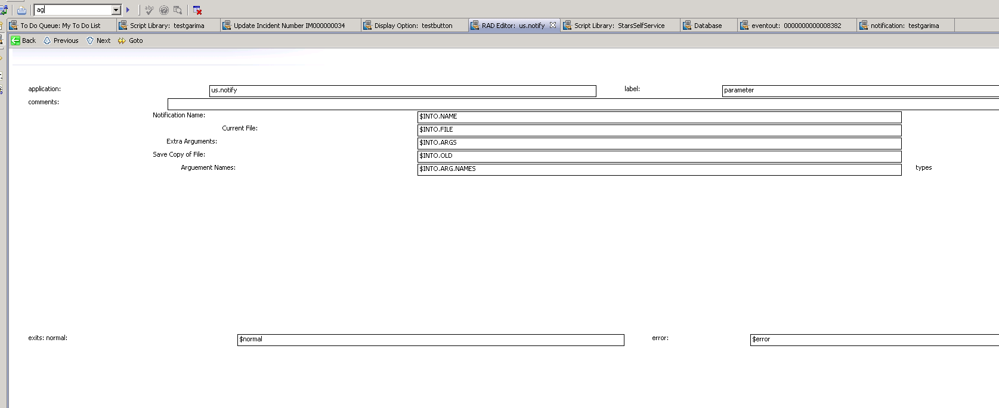 ag
abc
To Do Queue: My To Do List Script Library: testgarima Update Incident Number IM000000034 Display Option: testbutton RAD Editor: us.notify Script Library: StarsSelfService Database eventout: 0000000000008382 notification: testgarima
Back Previous Next Goto
application: us.notify label: parameter
comments:
Notification Name: $INTO.NAME
Current File: $INTO.FILE
Extra Arguments: $INTO.ARGS
Save Copy of File: $INTO.OLD
Arguement Names: $INTO.ARG.NAMES types
exits: normal: $normal error: $error